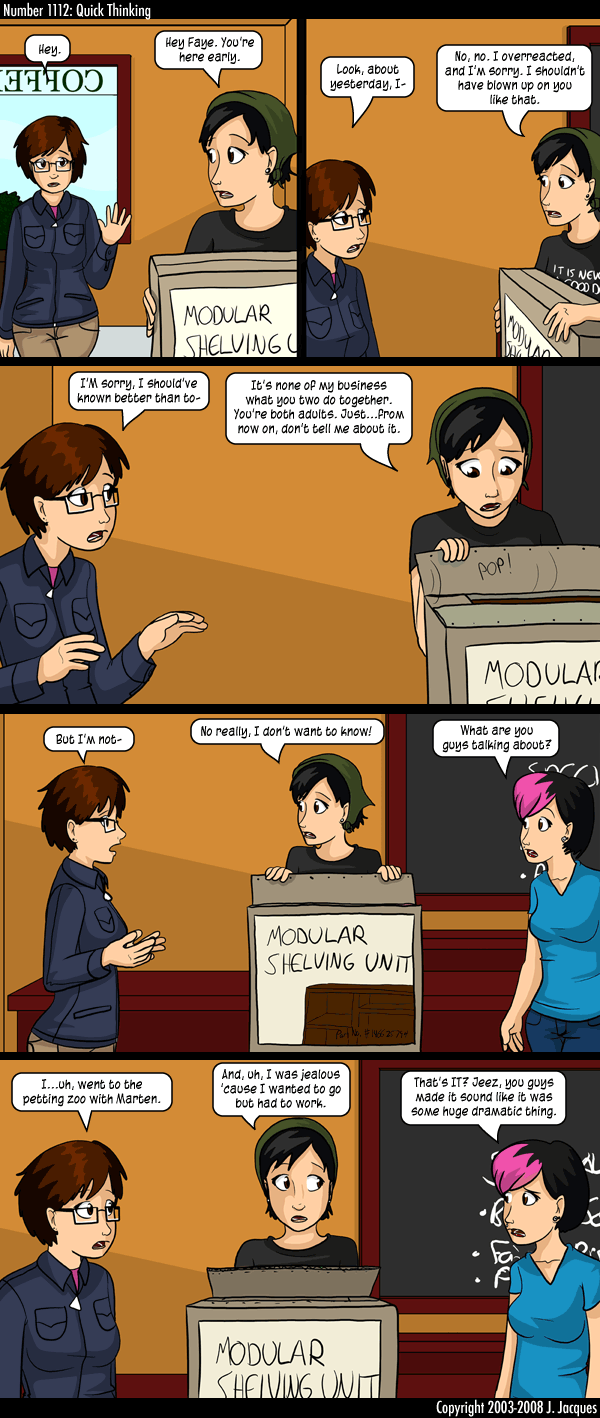 Number 1112: Quick Thinking
Hey.
Hey Faye. You're
here early.
COFFEE
MODULAR
SHELVING U
Look, about
yesterday, I-
No, no. I overreacted,
and I'm sorry. I shouldn't
have blown up on you
like that.
IT IS NEV
GOOD D
MODULAR
I'm sorry, I should've
known better than to-
It's none of my business
what you two do together.
You're both adults. Just...from
now on, don't tell me about it.
POP!
MODULAR
But I'm not-
No really, I don't want to know!
What are you
guys talking about?
MODULAR
SHELVING UNIT
I...uh, went to the
petting zoo with Marten.
And, uh, I was jealous
'cause I wanted to go
but had to work.
That's IT? Jeez, you guys
made it sound like it was
some huge dramatic thing.
MODULAR
SHELVING UNIT
Copyright 2003-2008 J. Jacques